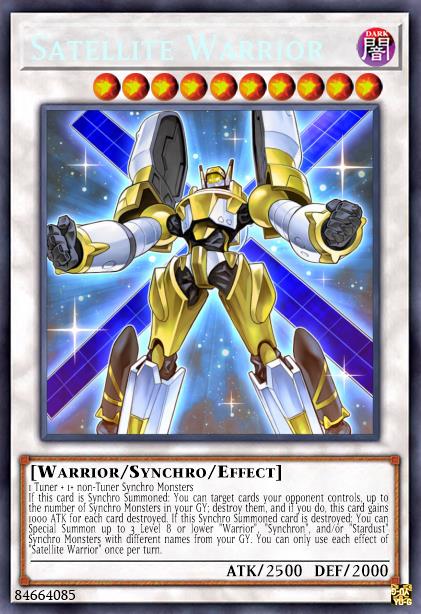 Satellite Warrior
DARK
闇
[Warrior/Synchro/Effect]
1 Tuner + 1+ non-Tuner Synchro Monsters
If this card is Synchro Summoned: You can target cards your opponent controls, up to
the number of Synchro Monsters in your GY; destroy them, and if you do, this card gains
1000 ATK for each card destroyed. If this Synchro Summoned card is destroyed: You can
Special Summon up to 3 Level 8 or lower "Warrior", "Synchron", and/or "Stardust"
Synchro Monsters with different names from your GY. You can only use each effect of
"Satellite Warrior" once per turn.
ATK/2500 DEF/2000
84664085